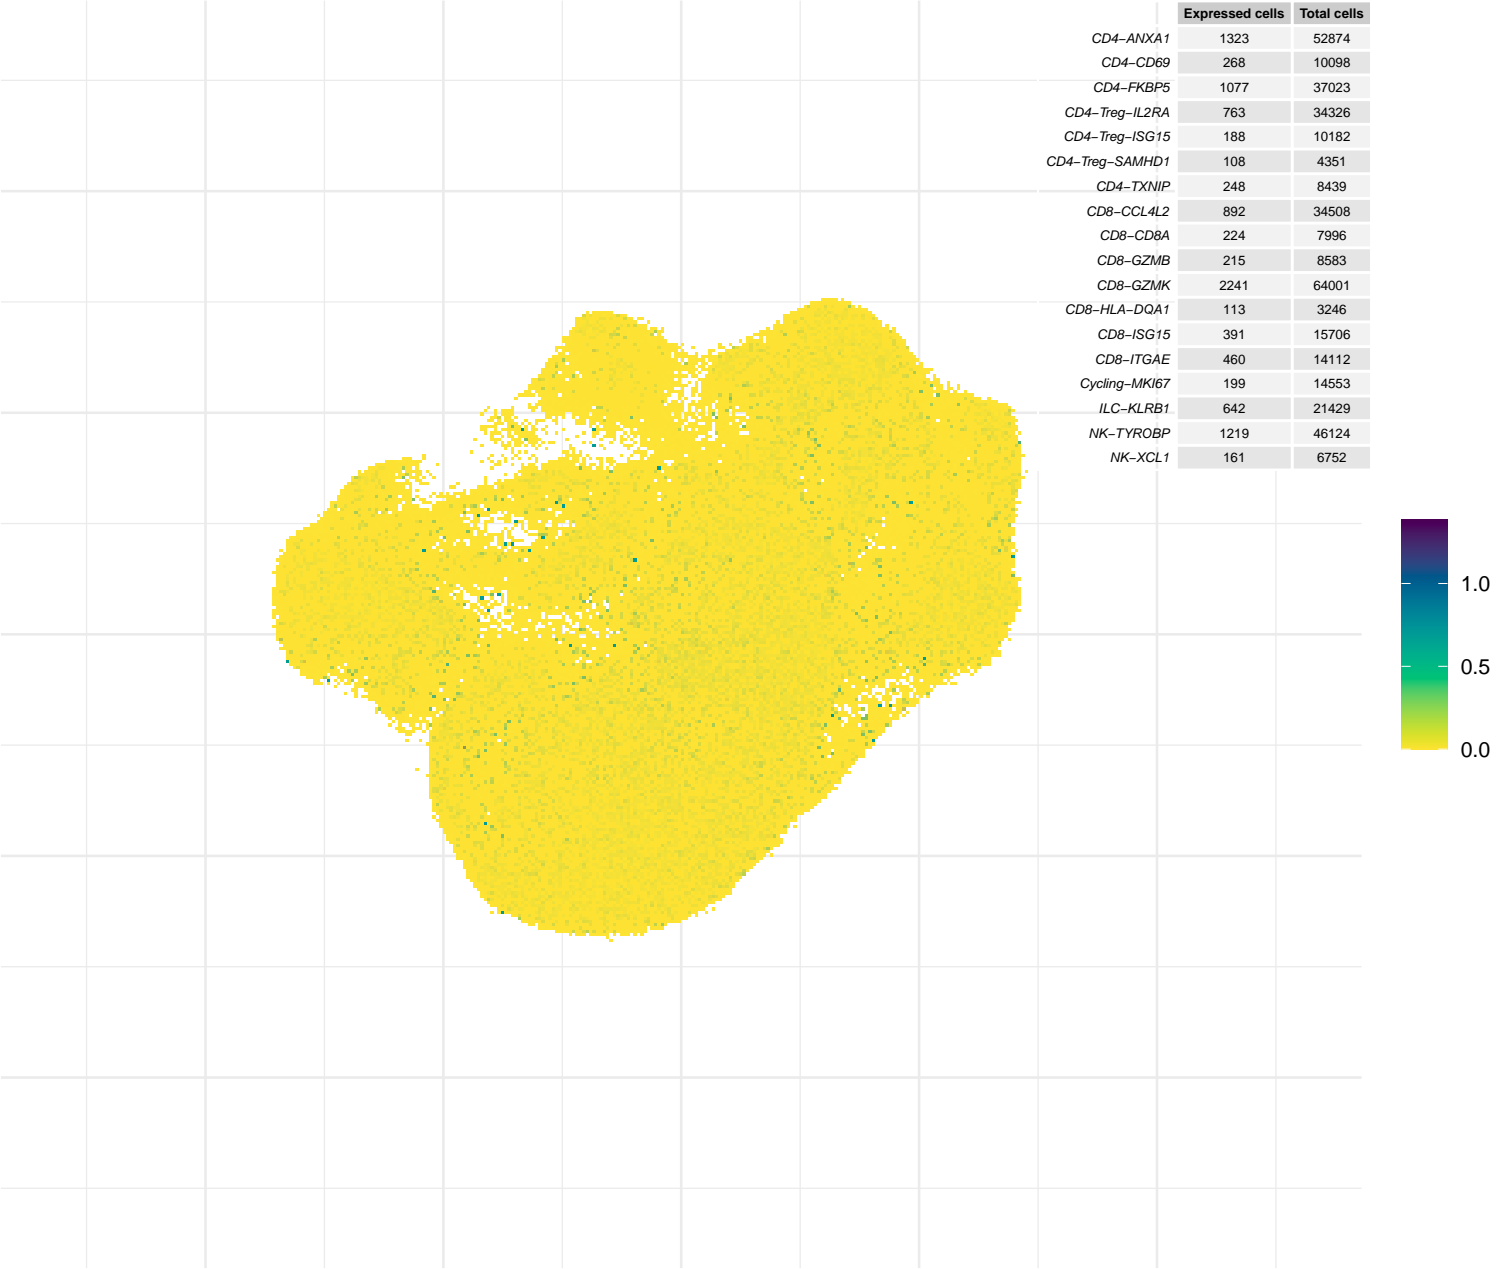 Expressed cells Total cells
CD4−ANXA1 1323 52874
CD4−CD69 268 10098
CD4−FKBP5 1077 37023
CD4−Treg−IL2RA 763 34326
CD4−Treg−ISG15 188 10182
CD4−Treg−SAMHD1 108 4351
CD4−TXNIP 248 8439
CD8−CCL4L2 892 34508
CD8−CD8A 224 7996
CD8−GZMB 215 8583
CD8−GZMK 2241 64001
CD8−HLA−DQA1 113 3246
CD8−ISG15 391 15706
CD8−ITGAE 460 14112
Cycling−MKI67 199 14553
ILC−KLRB1 642 21429
NK−TYROBP 1219 46124
NK−XCL1 161 6752
1.0
0.5
0.0